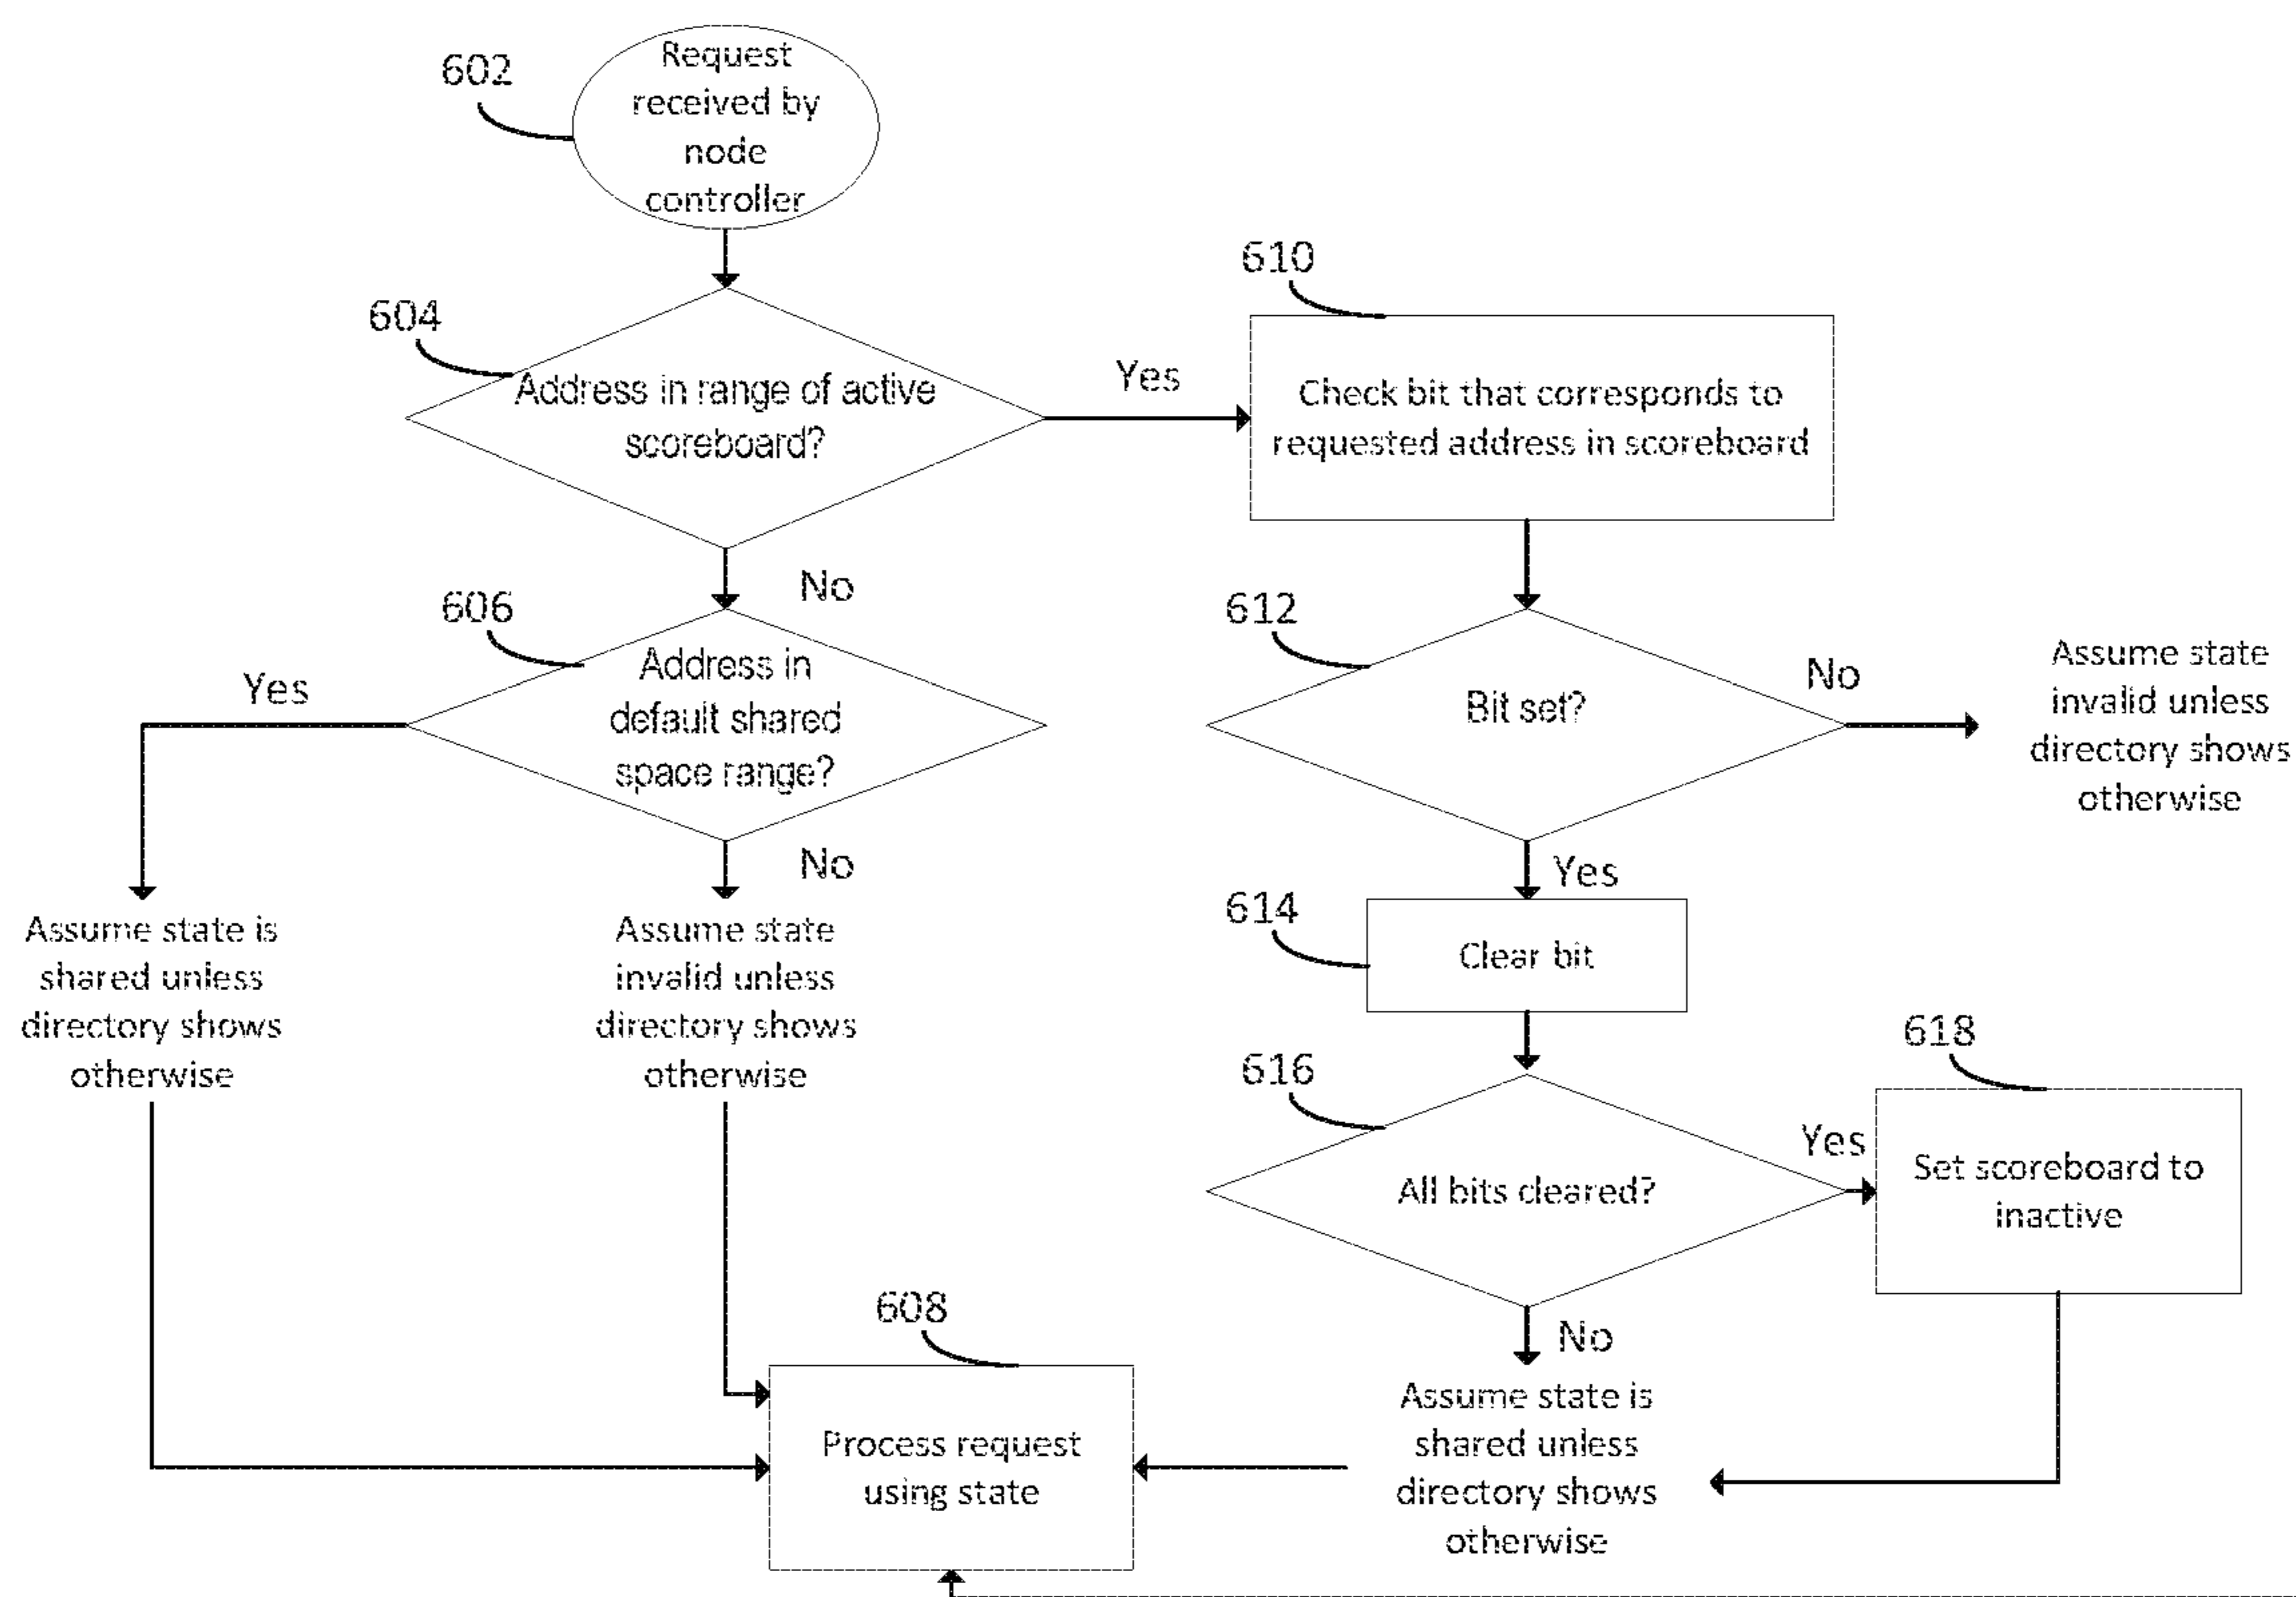 602
Request
received by
node
controller
604
Address in range of active
scoreboard?
Yes
610
Check bit that corresponds to
requested address in scoreboard
No
606
Address in
default shared
space range?
Yes
612
Bit set?
No
Assume state
invalid unless
directory shows
otherwise
No
Yes
Assume state is
shared unless
directory shows
otherwise
Assume state
invalid unless
directory shows
otherwise
614
Clear bit
616
All bits cleared?
Yes
618
Set scoreboard to
inactive
No
608
Process request
using state
Assume state is
shared unless
directory shows
otherwise